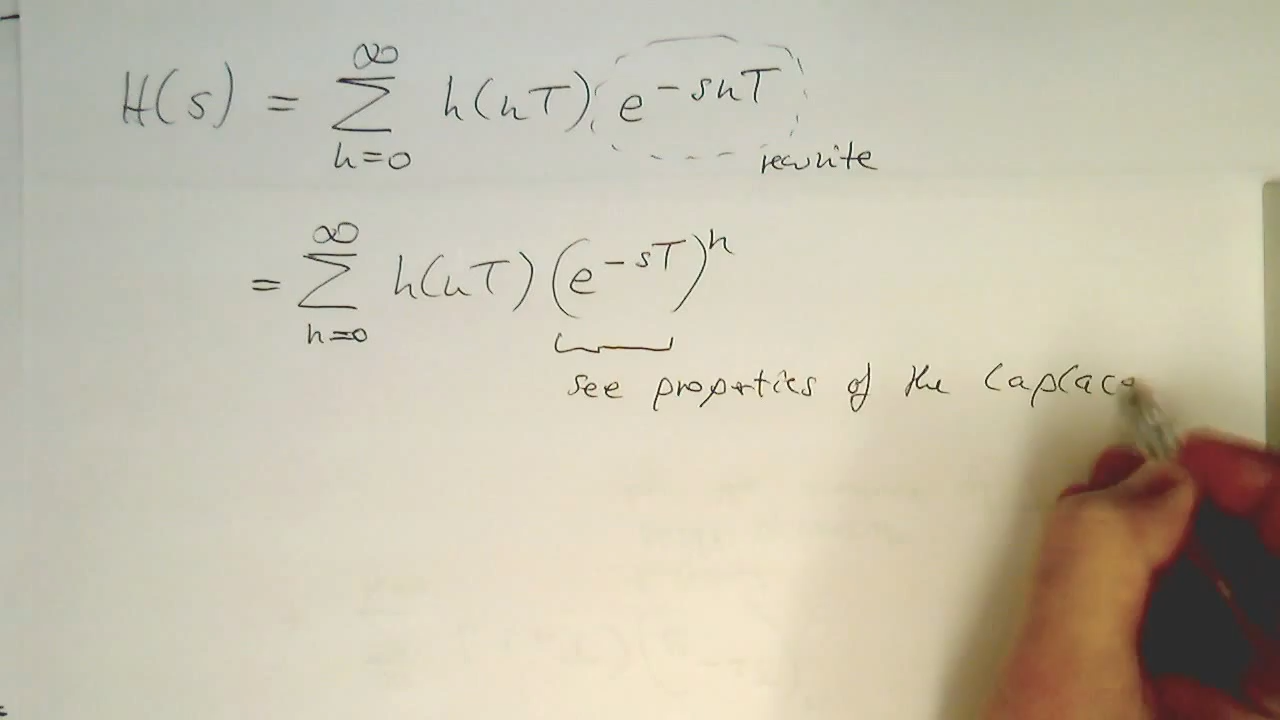 H(s) = ∑_{n=0}^{∞} h(nT) e^{-snT}
rewrite
= ∑_{n=0}^{∞} h(nT) (e^{-sT})^n
see properties of the Laplace